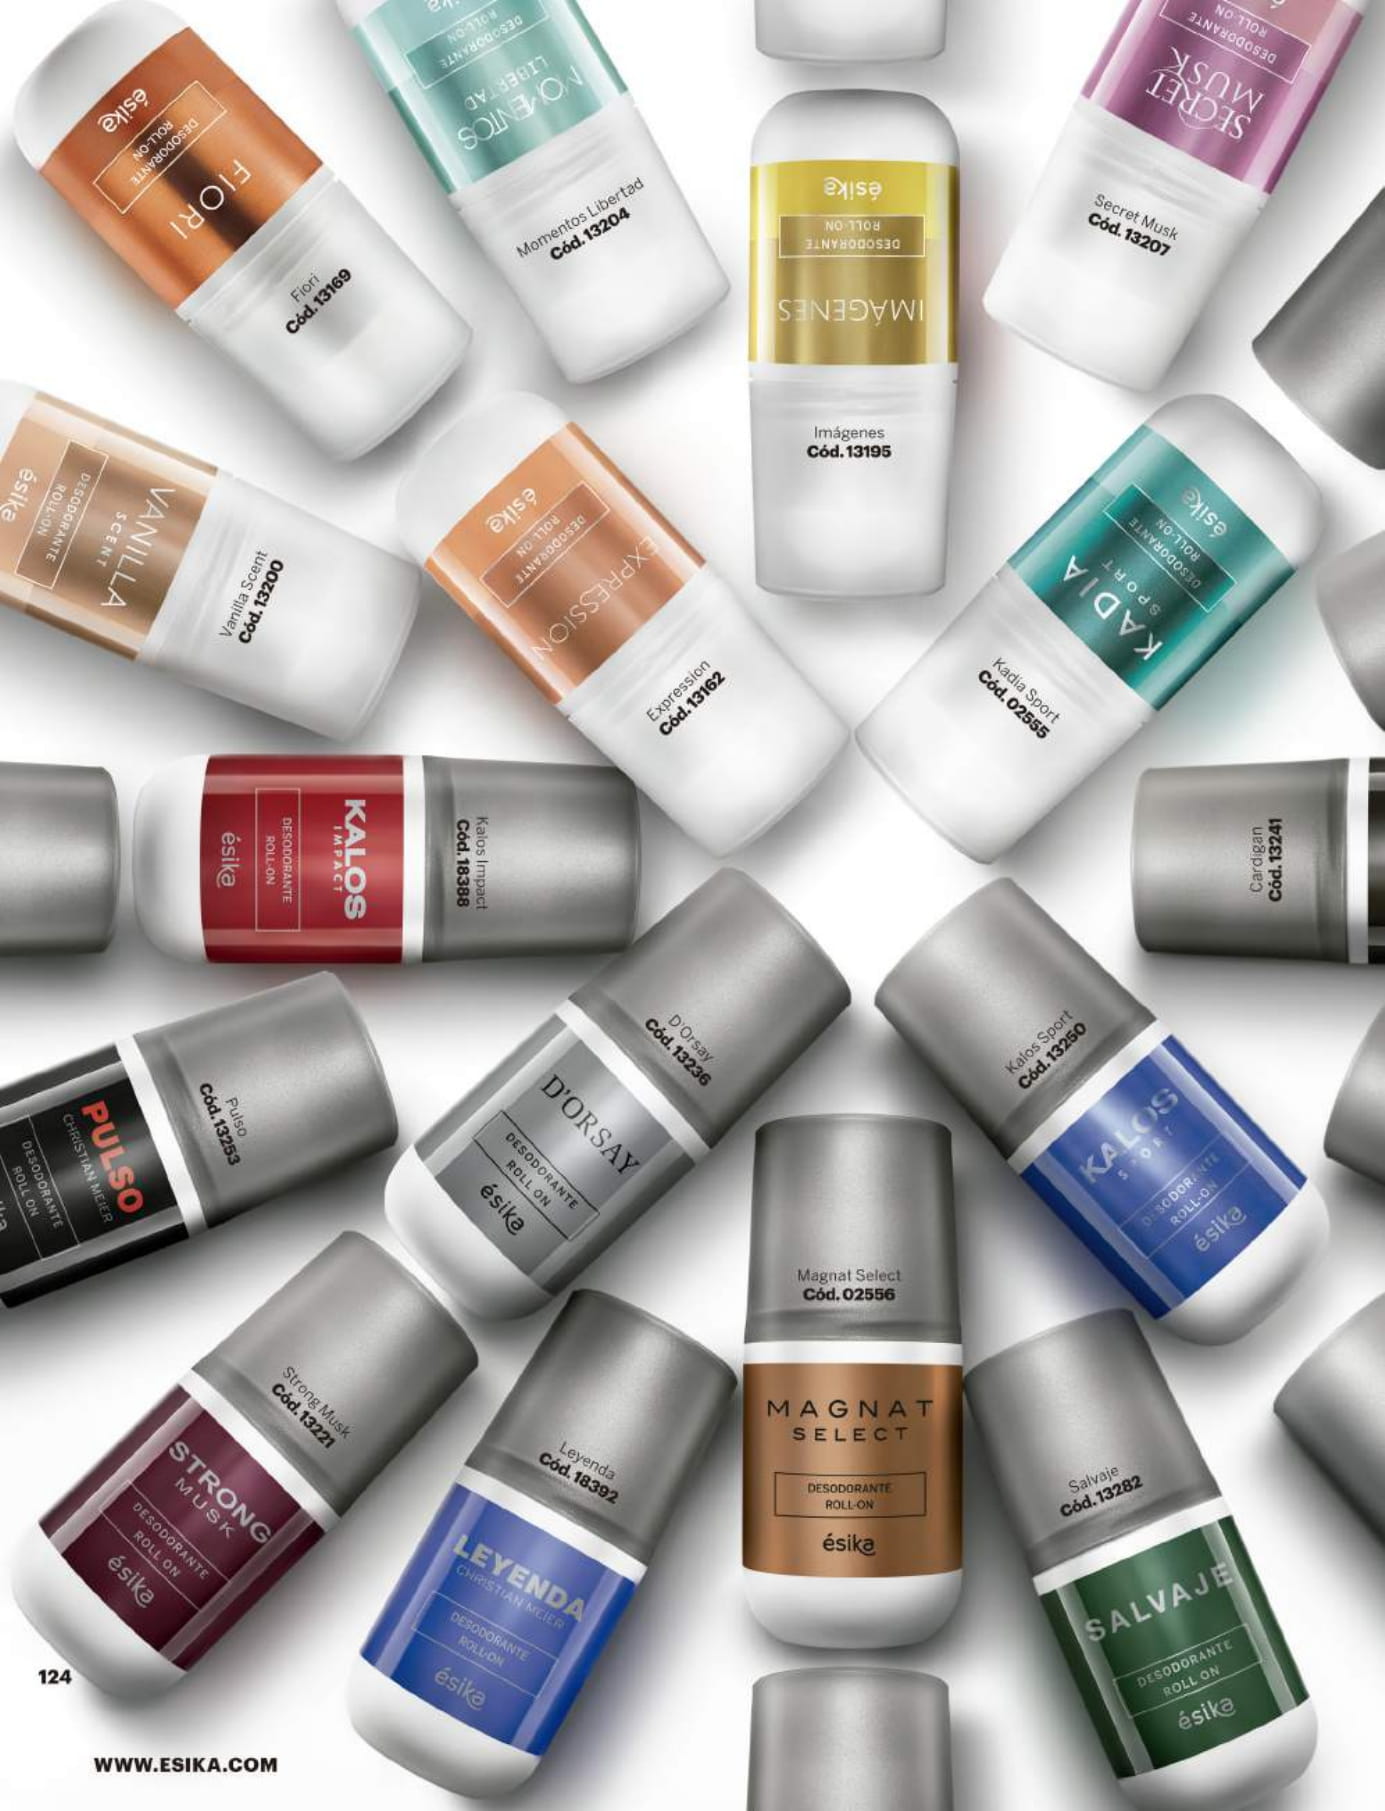 ésika
DESODORANTE
ROLL-ON
FIORI
Fiori
Cód. 13169
ésika
DESODORANTE
ROLL-ON
MOMENTOS
LIBERTAD
Momentos Libertad
Cód. 13204
ésika
DESODORANTE
ROLL-ON
IMÁGENES
Imágenes
Cód. 13195
DESODORANTE
ROLL-ON
SECRET
MUSK
Secret Musk
Cód. 13207
ésika
DESODORANTE
ROLL-ON
VANILLA
SCENT
Vanilla Scent
Cód. 13200
ésika
DESODORANTE
ROLL-ON
EXPRESSION
Expression
Cód. 13162
ésika
DESODORANTE
ROLL-ON
KADIA
SPORT
Kadia Sport
Cód. 02555
KALOS
IMPACT
DESODORANTE
ROLL-ON
ésika
Kalos Impact
Cód. 18388
Cardigan
Cód. 13241
PULSO
CHRISTIAN MEIER
DESODORANTE
ROLL ON
Pulso
Cód. 13253
D'Orsay
Cód. 13236
D'ORSAY
DESODORANTE
ROLL ON
ésika
Kalos Sport
Cód. 13250
KALOS
SPORT
DESODORANTE
ROLL-ON
ésika
Strong Musk
Cód. 13221
STRONG
MUSK
DESODORANTE
ROLL ON
ésika
Leyenda
Cód. 18392
LEYENDA
CHRISTIAN MEIER
DESODORANTE
ROLL-ON
ésika
Magnat Select
Cód. 02556
MAGNAT
SELECT
DESODORANTE
ROLL-ON
ésika
Salvaje
Cód. 13282
SALVAJE
DESODORANTE
ROLL ON
ésika
124
WWW.ESIKA.COM